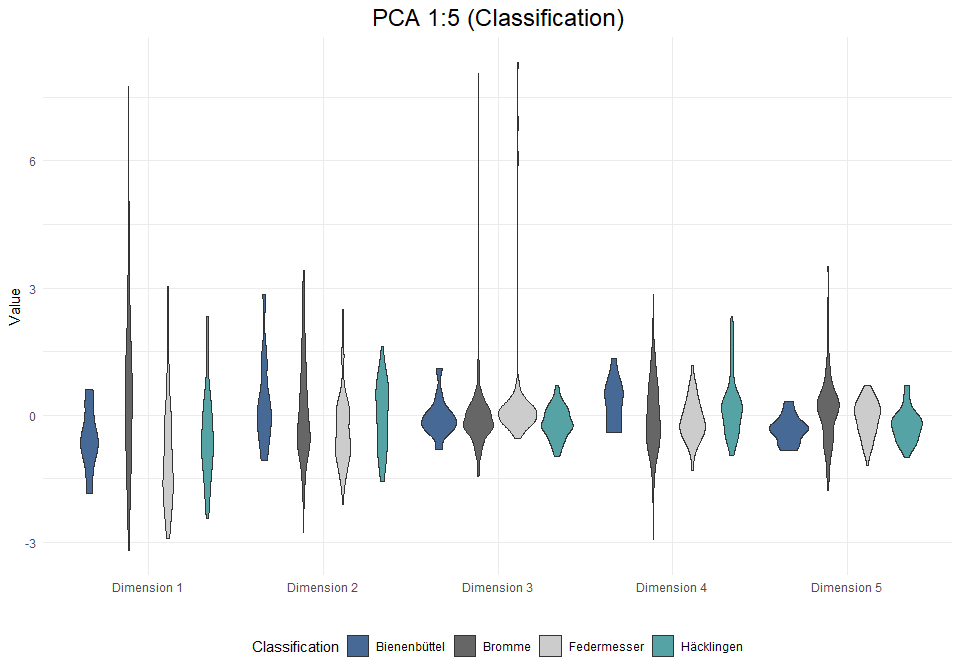 PCA 1:5 (Classification)
Value
6
3
0
-3
Dimension 1 Dimension 2 Dimension 3 Dimension 4 Dimension 5
Classification Bienenbüttel Bromme Federmesser Häcklingen